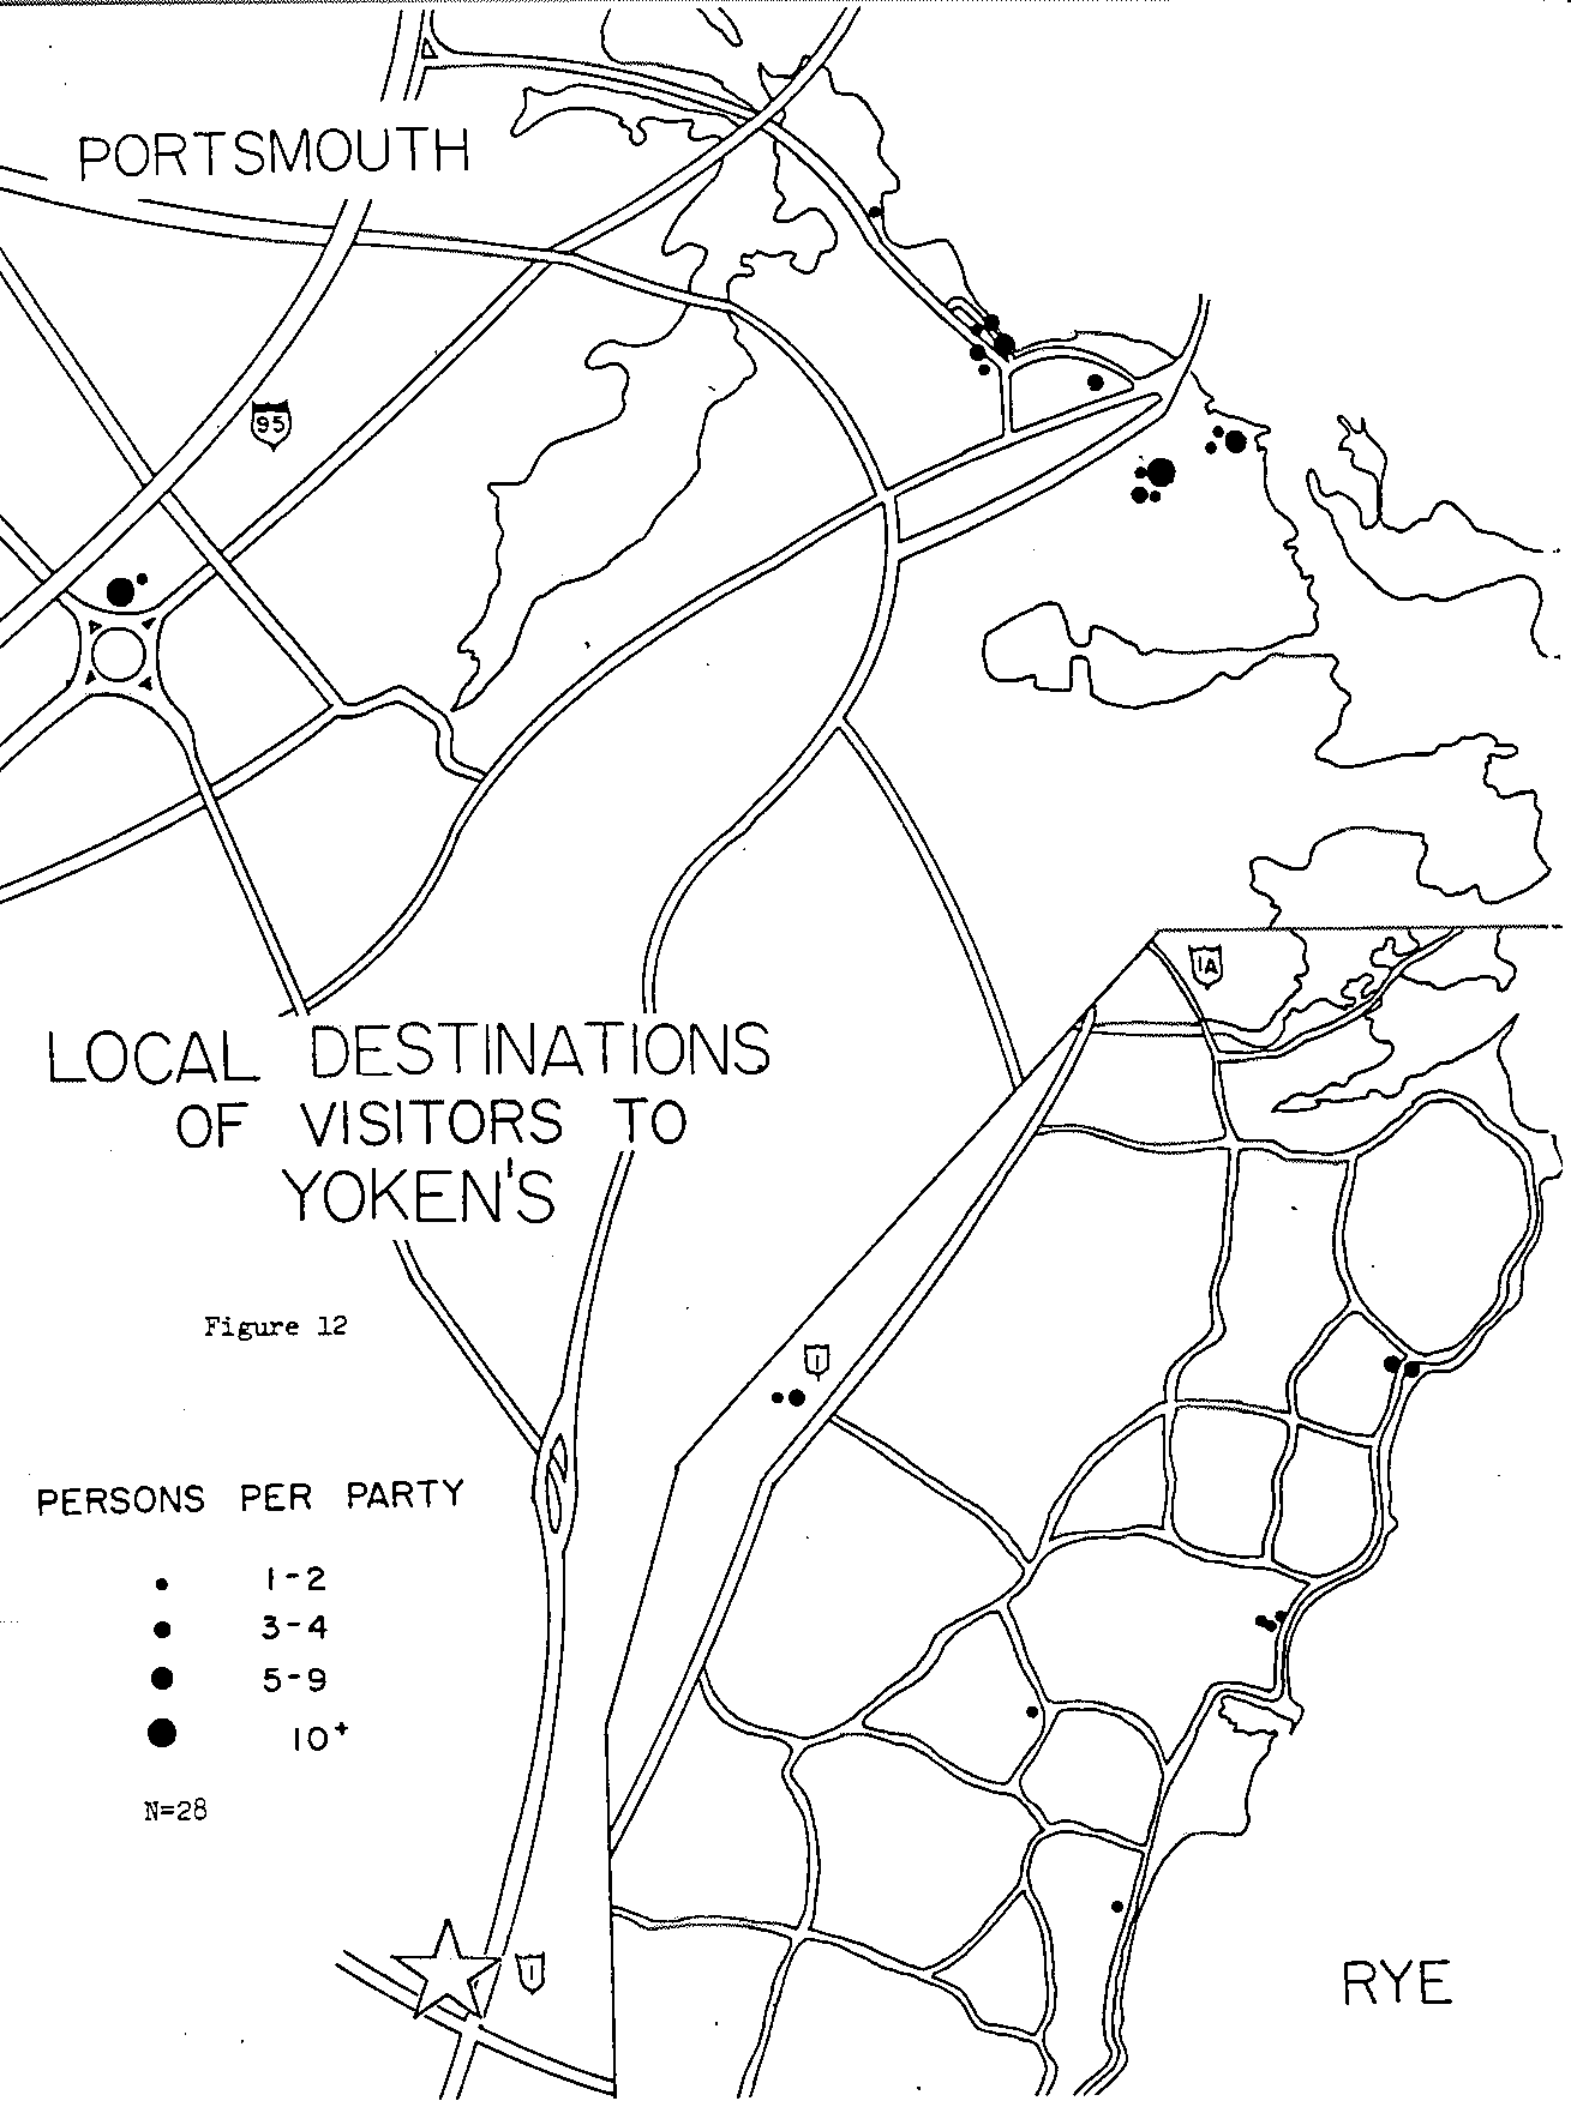 PORTSMOUTH
95
1A
LOCAL DESTINATIONS
OF VISITORS TO
YOKEN'S
Figure 12
1
PERSONS PER PARTY
1-2
3-4
5-9
10+
N=28
1
RYE